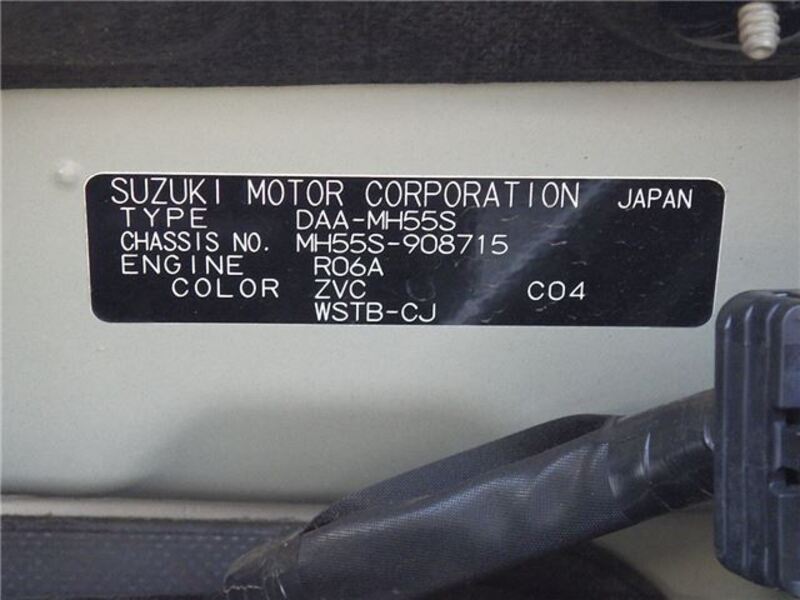 SUZUKI MOTOR CORPORATION JAPAN
TYPE DAA-MH55S
CHASSIS NO. MH55S-908715
ENGINE R06A
COLOR ZVC C04
WSTB-CJ